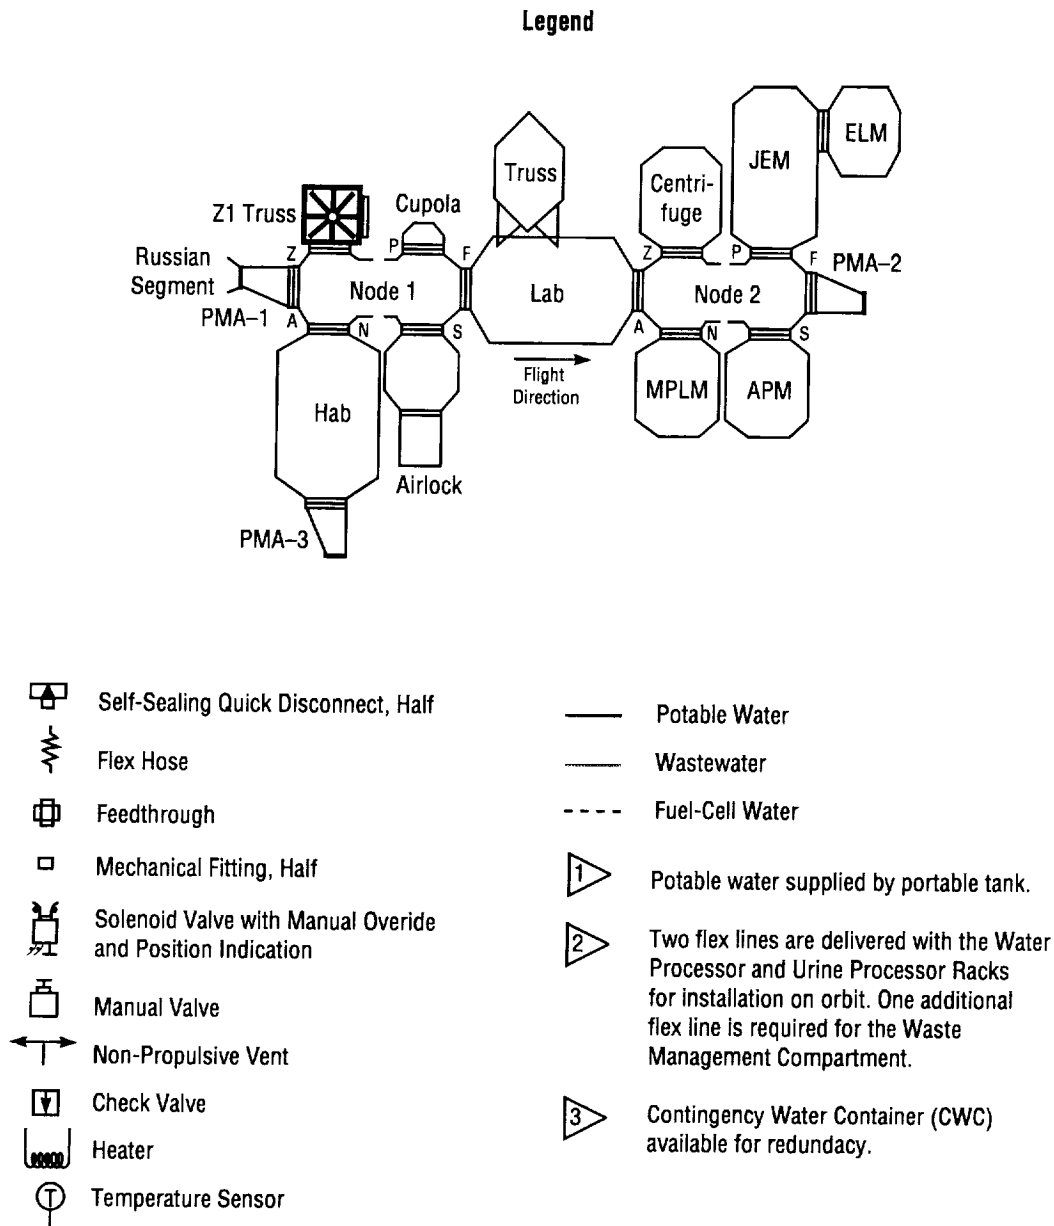 Legend
Z1 Truss
Cupola
Truss
Centri-
fuge
JEM
ELM
Russian
Segment
Z
P
F
Z
P
F
PMA–2
PMA–1
Node 1
Lab
Node 2
A
N
S
A
N
S
Flight
Direction
Hab
MPLM
APM
Airlock
PMA–3
Self-Sealing Quick Disconnect, Half
Flex Hose
Feedthrough
Mechanical Fitting, Half
Solenoid Valve with Manual Overide
and Position Indication
Manual Valve
Non-Propulsive Vent
Check Valve
Heater
T
Temperature Sensor
Potable Water
Wastewater
Fuel-Cell Water
1
Potable water supplied by portable tank.
2
Two flex lines are delivered with the Water
Processor and Urine Processor Racks
for installation on orbit. One additional
flex line is required for the Waste
Management Compartment.
3
Contingency Water Container (CWC)
available for redundacy.